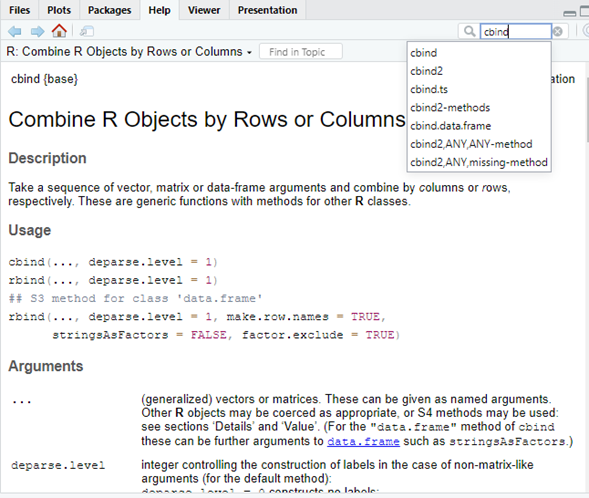 Files Plots Packages Help Viewer Presentation
cbind
R: Combine R Objects by Rows or Columns Find in Topic
cbind
cbind2
cbind.ts
cbind2-methods
cbind.data.frame
cbind2,ANY,ANY-method
cbind2,ANY,missing-method
cbind {base}
Combine R Objects by Rows or Columns
Description
Take a sequence of vector, matrix or data-frame arguments and combine by columns or rows,
respectively. These are generic functions with methods for other R classes.
Usage
cbind(..., deparse.level = 1)
rbind(..., deparse.level = 1)
## S3 method for class 'data.frame'
rbind(..., deparse.level = 1, make.row.names = TRUE,
stringsAsFactors = FALSE, factor.exclude = TRUE)
Arguments
... (generalized) vectors or matrices. These can be given as named arguments.
Other R objects may be coerced as appropriate, or S4 methods may be used:
see sections ‘Details’ and ‘Value’. (For the "data.frame" method of cbind
these can be further arguments to data.frame such as stringsAsFactors.)
deparse.level integer controlling the construction of labels in the case of non-matrix-like
arguments (for the default method):
deparse.level = 0 constructs no labels;